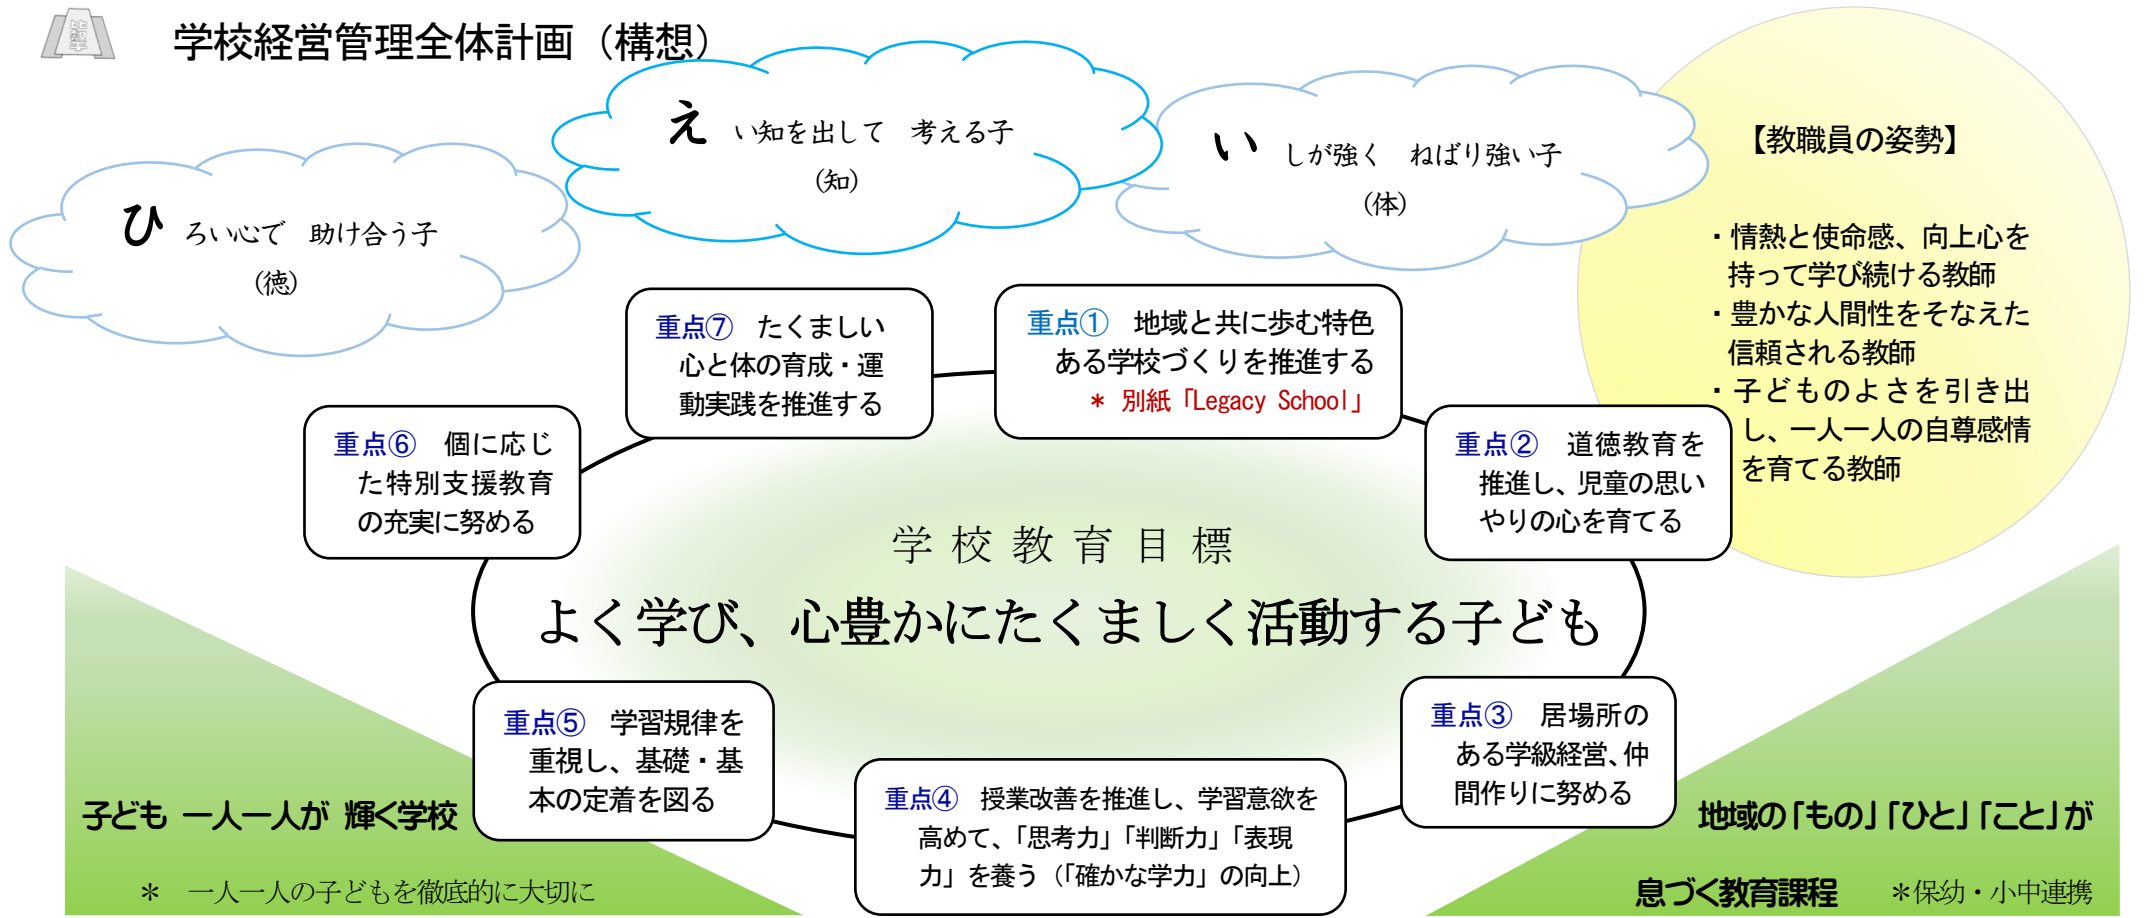 学校経営管理全体計画（構想）
ひ ろい心で　助け合う子
（徳）
え い知を出して　考える子
（知）
い しが強く　ねばり強い子
（体）
【教職員の姿勢】
・情熱と使命感、向上心を
持って学び続ける教師
・豊かな人間性をそなえた
信頼される教師
・子どものよさを引き出
し、一人一人の自尊感情
を育てる教師
重点①　地域と共に歩む特色
ある学校づくりを推進する
＊ 別紙「Legacy School」
重点②　道徳教育を
推進し、児童の思い
やりの心を育てる
重点③　居場所の
ある学級経営、仲
間作りに努める
重点④　授業改善を推進し、学習意欲を
高めて、「思考力」「判断力」「表現
力」を養う（「確かな学力」の向上）
重点⑤　学習規律を
重視し、基礎・基
本の定着を図る
重点⑥　個に応じ
た特別支援教育
の充実に努める
重点⑦　たくましい
心と体の育成・運
動実践を推進する
学校教育目標
よく学び、心豊かにたくましく活動する子ども
子ども 一人一人が 輝く学校
＊　一人一人の子どもを徹底的に大切に
地域の「もの」「ひと」「こと」が
息づく教育課程　＊保幼・小中連携